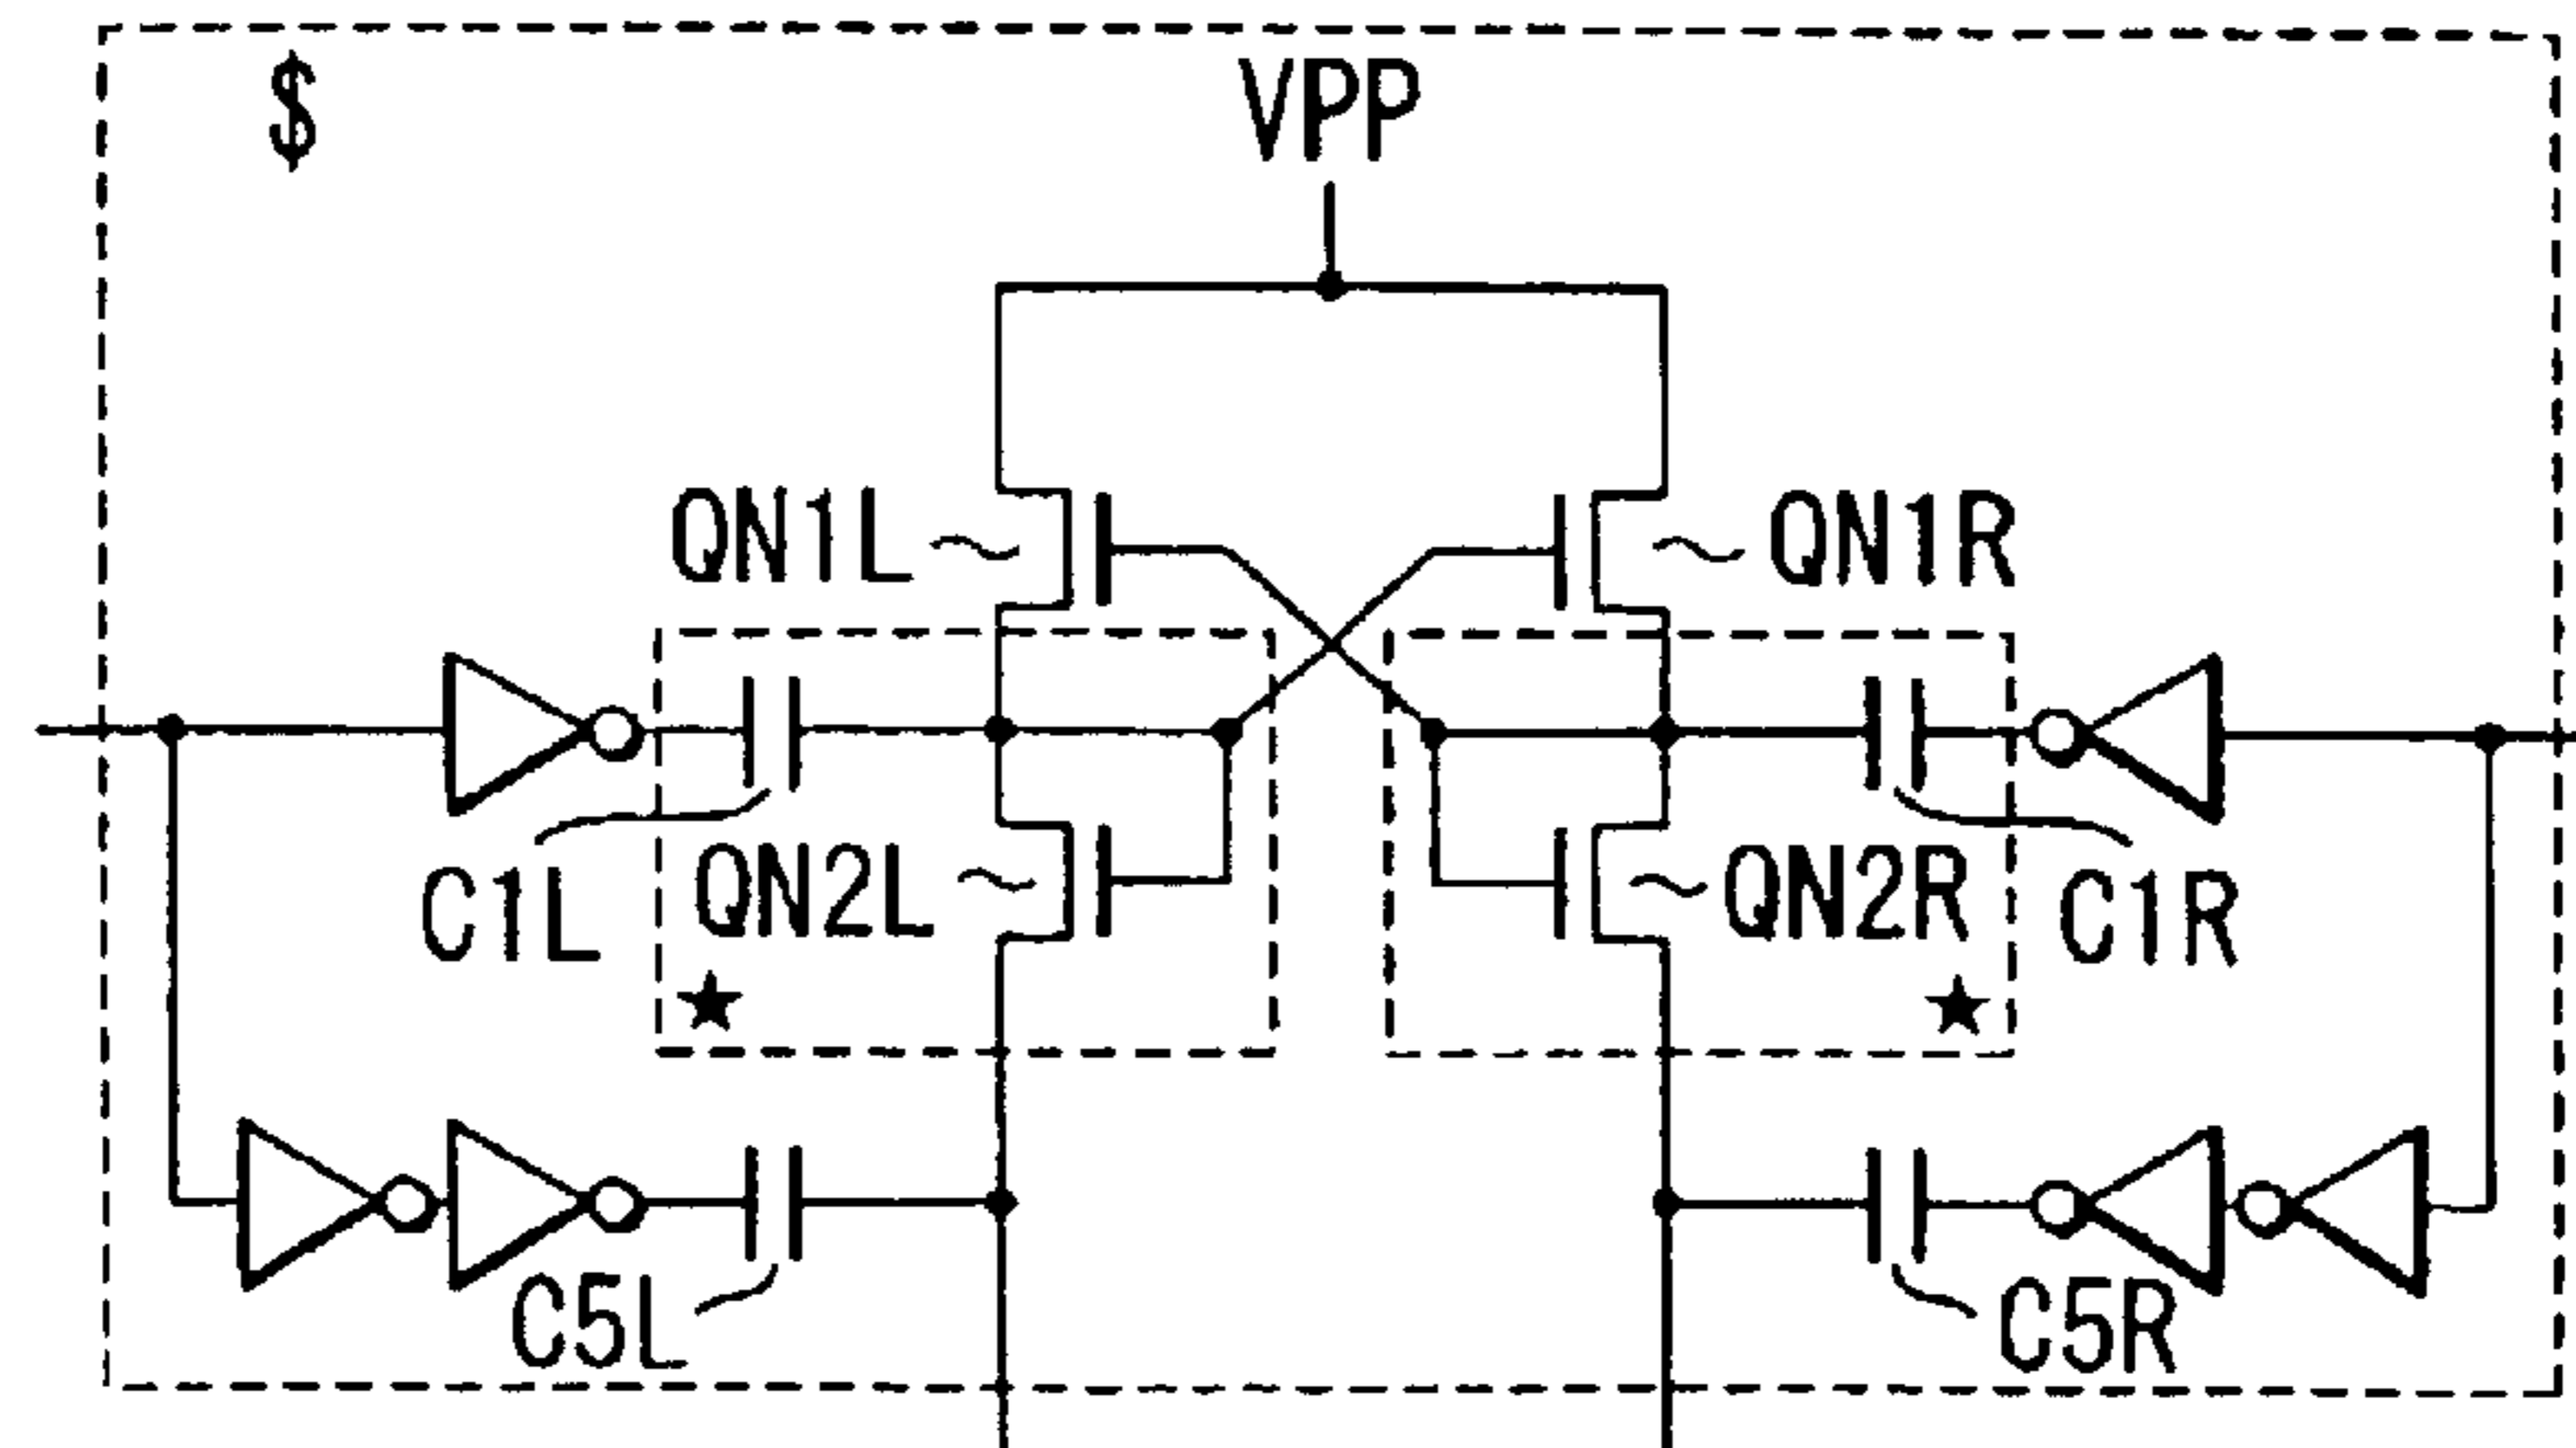 $
VPP
QN1L
QN1R
C1L
QN2L
QN2R
C1R
★
★
C5L
C5R